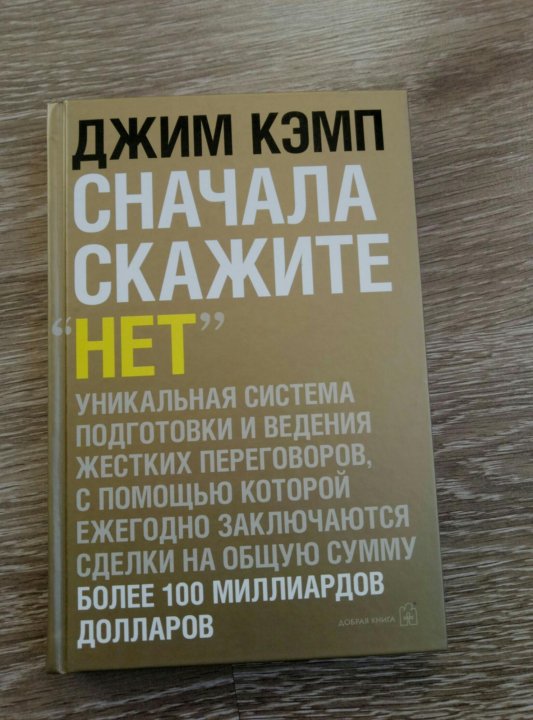 ДЖИМ КЭМП
СНАЧАЛА
СКАЖИТЕ
“НЕТ”
УНИКАЛЬНАЯ СИСТЕМА
ПОДГОТОВКИ И ВЕДЕНИЯ
ЖЕСТКИХ ПЕРЕГОВОРОВ,
С ПОМОЩЬЮ КОТОРОЙ
ЕЖЕГОДНО ЗАКЛЮЧАЮТСЯ
СДЕЛКИ НА ОБЩУЮ СУММУ
БОЛЕЕ 100 МИЛЛИАРДОВ
ДОЛЛАРОВ
ДОБРАЯ КНИГА